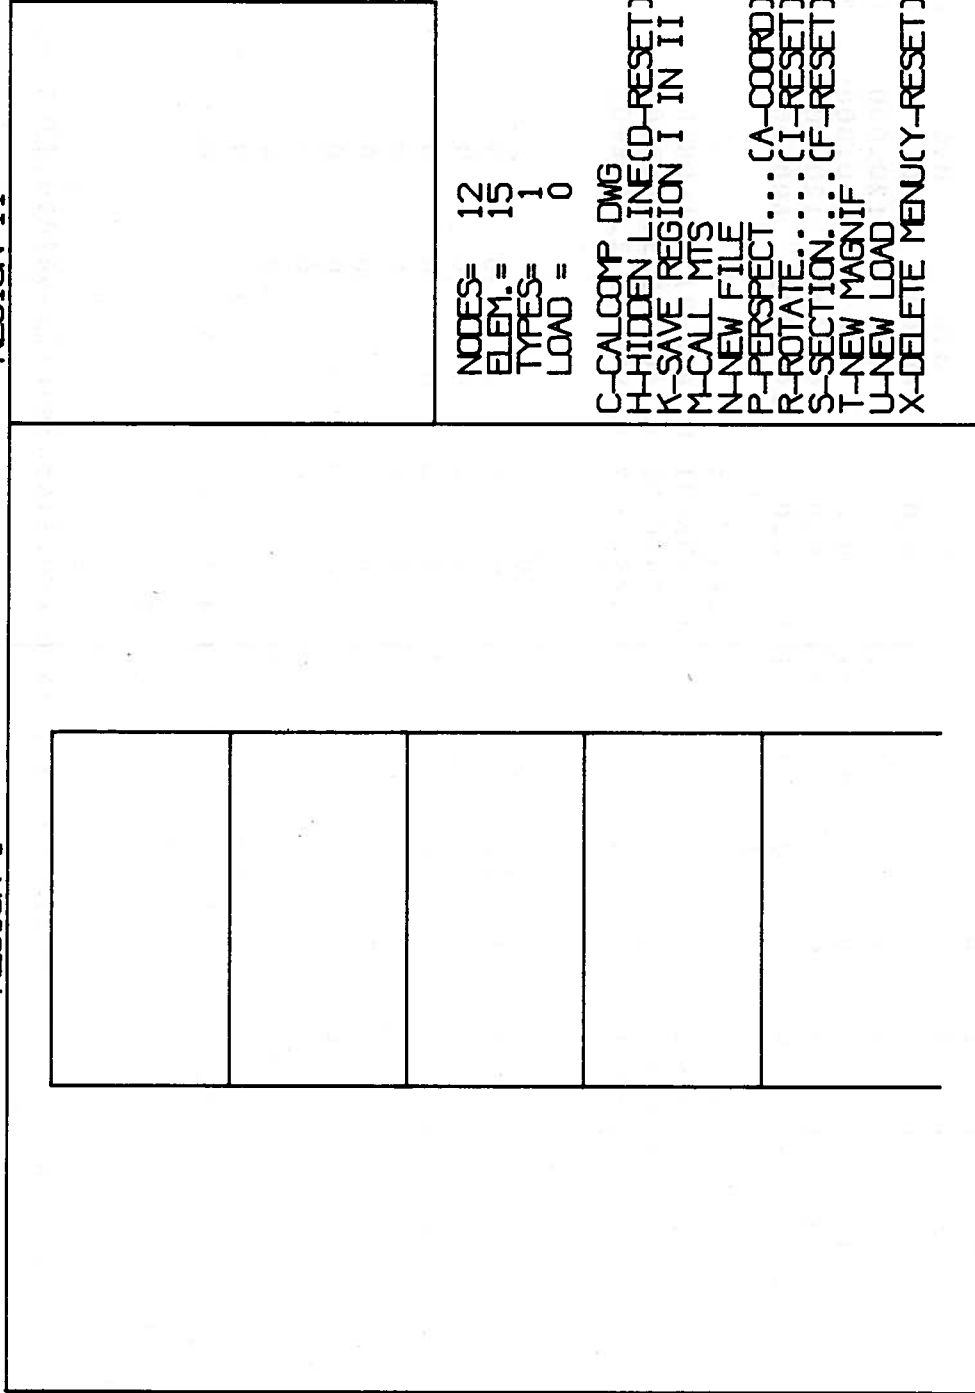 NODES= 12
ELEM.= 15
TYPES= 1
LOAD = 0
C-CALCOMP DWG
H-HIDDEN LINE(D-RESET)
K-SAVE REGION I IN II
M-CALL MTS
N-NEW FILE
P-PERSPECT...(A-COORD)
R-ROTATE.....(I-RESET)
S-SECTION....(F-RESET)
T-NEW MAGNIF
U-NEW LOAD
X-DELETE MENU(Y-RESET)